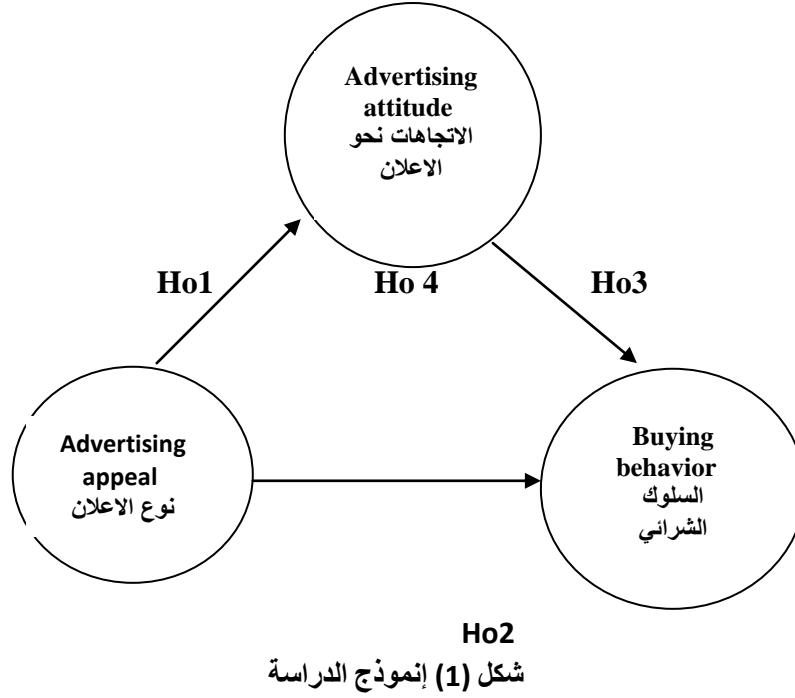 Advertising
attitude
الاتجاهات نحو
الاعلان
Ho1
Ho 4
Ho3
Advertising
appeal
نوع الاعلان
Buying
behavior
السلوك
الشرائي
Ho2
شكل (1) إنموذج الدراسة